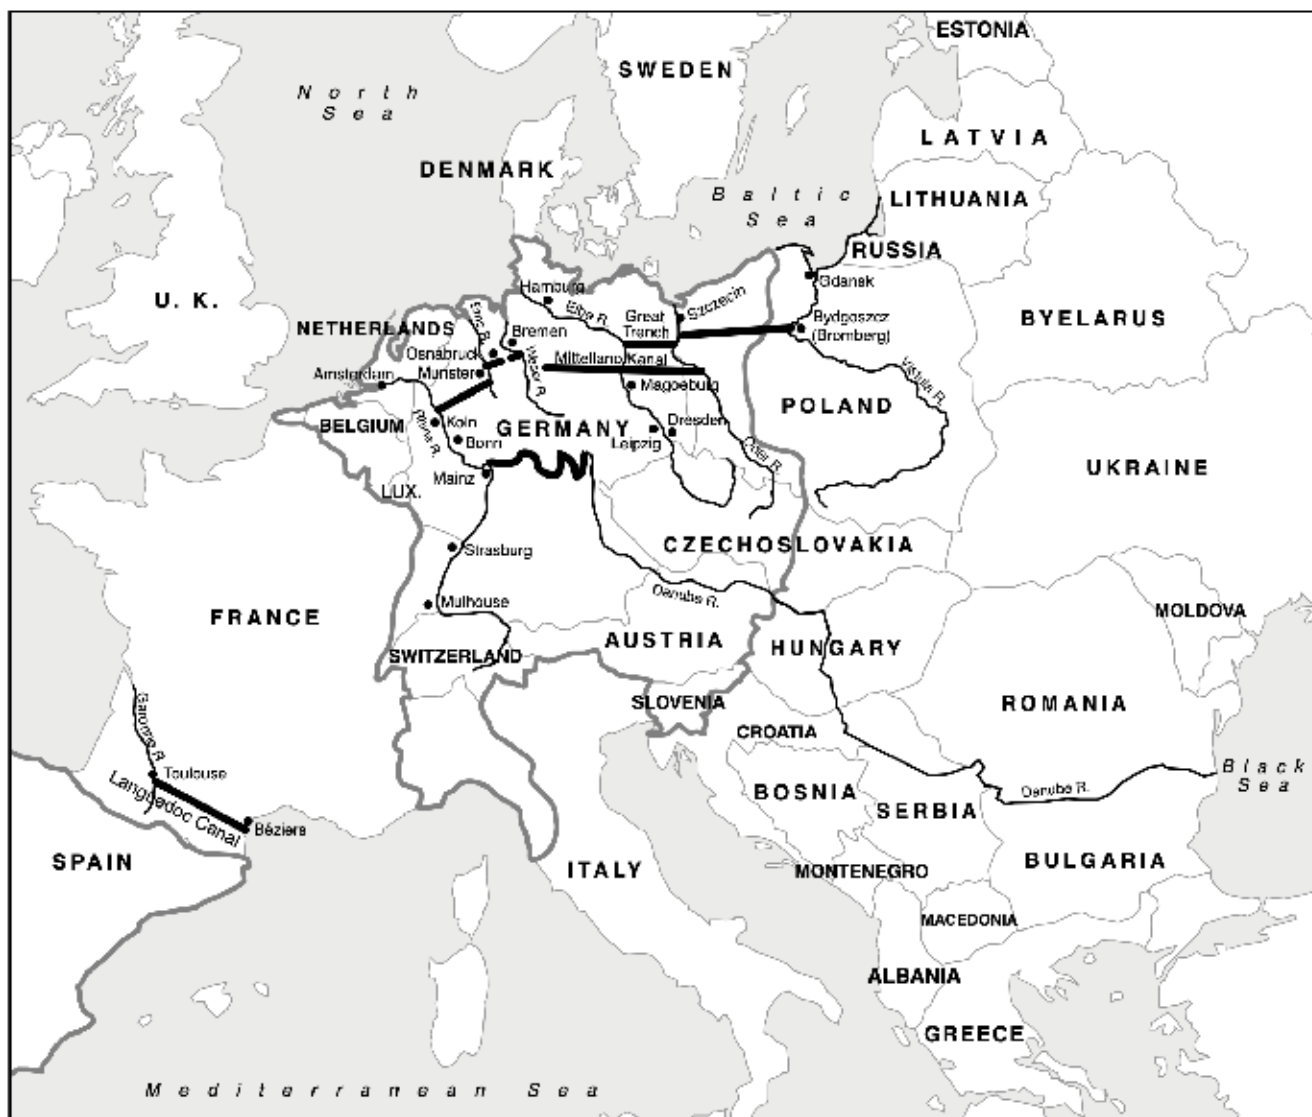 ESTONIA
SWEDEN
North
Sea
LATVIA
DENMARK
Baltic
Sea
LITHUANIA
RUSSIA
Gdansk
Hamburg
Elbe R.
Great
Trench
Szczecin
U. K.
NETHERLANDS
Ems R.
Bremen
Bydgoszcz
(Bromberg)
BYELARUS
Osnabruck
Munster
Weser R.
Mittelland Kanal
Amsterdam
Magdeburg
Vistula R.
POLAND
BELGIUM
Rhine R.
Koln
Bonn
GERMANY
Leipzig
Dresden
Oder R.
UKRAINE
Mainz
LUX.
Strasburg
CZECHOSLOVAKIA
Mulhouse
Danube R.
FRANCE
MOLDOVA
SWITZERLAND
AUSTRIA
HUNGARY
SLOVENIA
ROMANIA
CROATIA
Garonne R.
Toulouse
Languedoc Canal
Béziers
BOSNIA
SERBIA
Danube R.
Black
Sea
SPAIN
ITALY
MONTENEGRO
BULGARIA
MACEDONIA
ALBANIA
GREECE
Mediterranean Sea